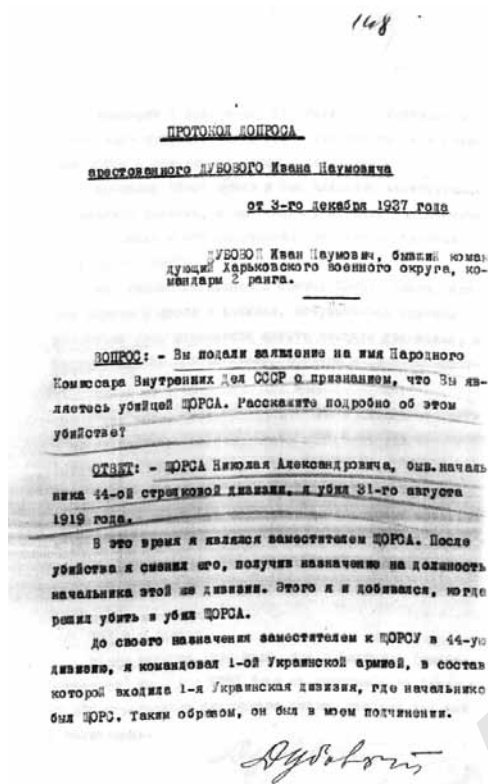 148
ПРОТОКОЛ ДОПРОСА
арестованного ДУБОВОГО Ивана Наумовича
от 3-го декабря 1937 года
ДУБОВОЙ Иван Наумович, бывший коман
дующий Харьковского военного округа, ко-
мандарм 2 ранга.
ВОПРОС: - Вы подали заявление на имя Народного
Комиссара Внутренних Дел СССР с признанием, что Вы яв-
ляетесь убийцей ЩОРСА. Расскажите подробно об этом
убийстве?
ОТВЕТ: - ЩОРСА Николая Александровича, быв. началь
ника 44-ой стрелковой дивизии, я убил 31-го августа
1919 года.
В это время я являлся заместителем ЩОРСА. После
убийства я сменил его, получив назначение на должность
начальника этой же дивизии. Этого я и добивался, когда
решил убить и убил ЩОРСА.
До своего назначения заместителем к ЩОРСУ в 44-ую
дивизию, я командовал 1-ой Украинской армией, в состав
которой входила 1-я Украинская дивизия, где начальнико
был ЩОРС. Таким образом, он был в моем подчинении.
Дубовый